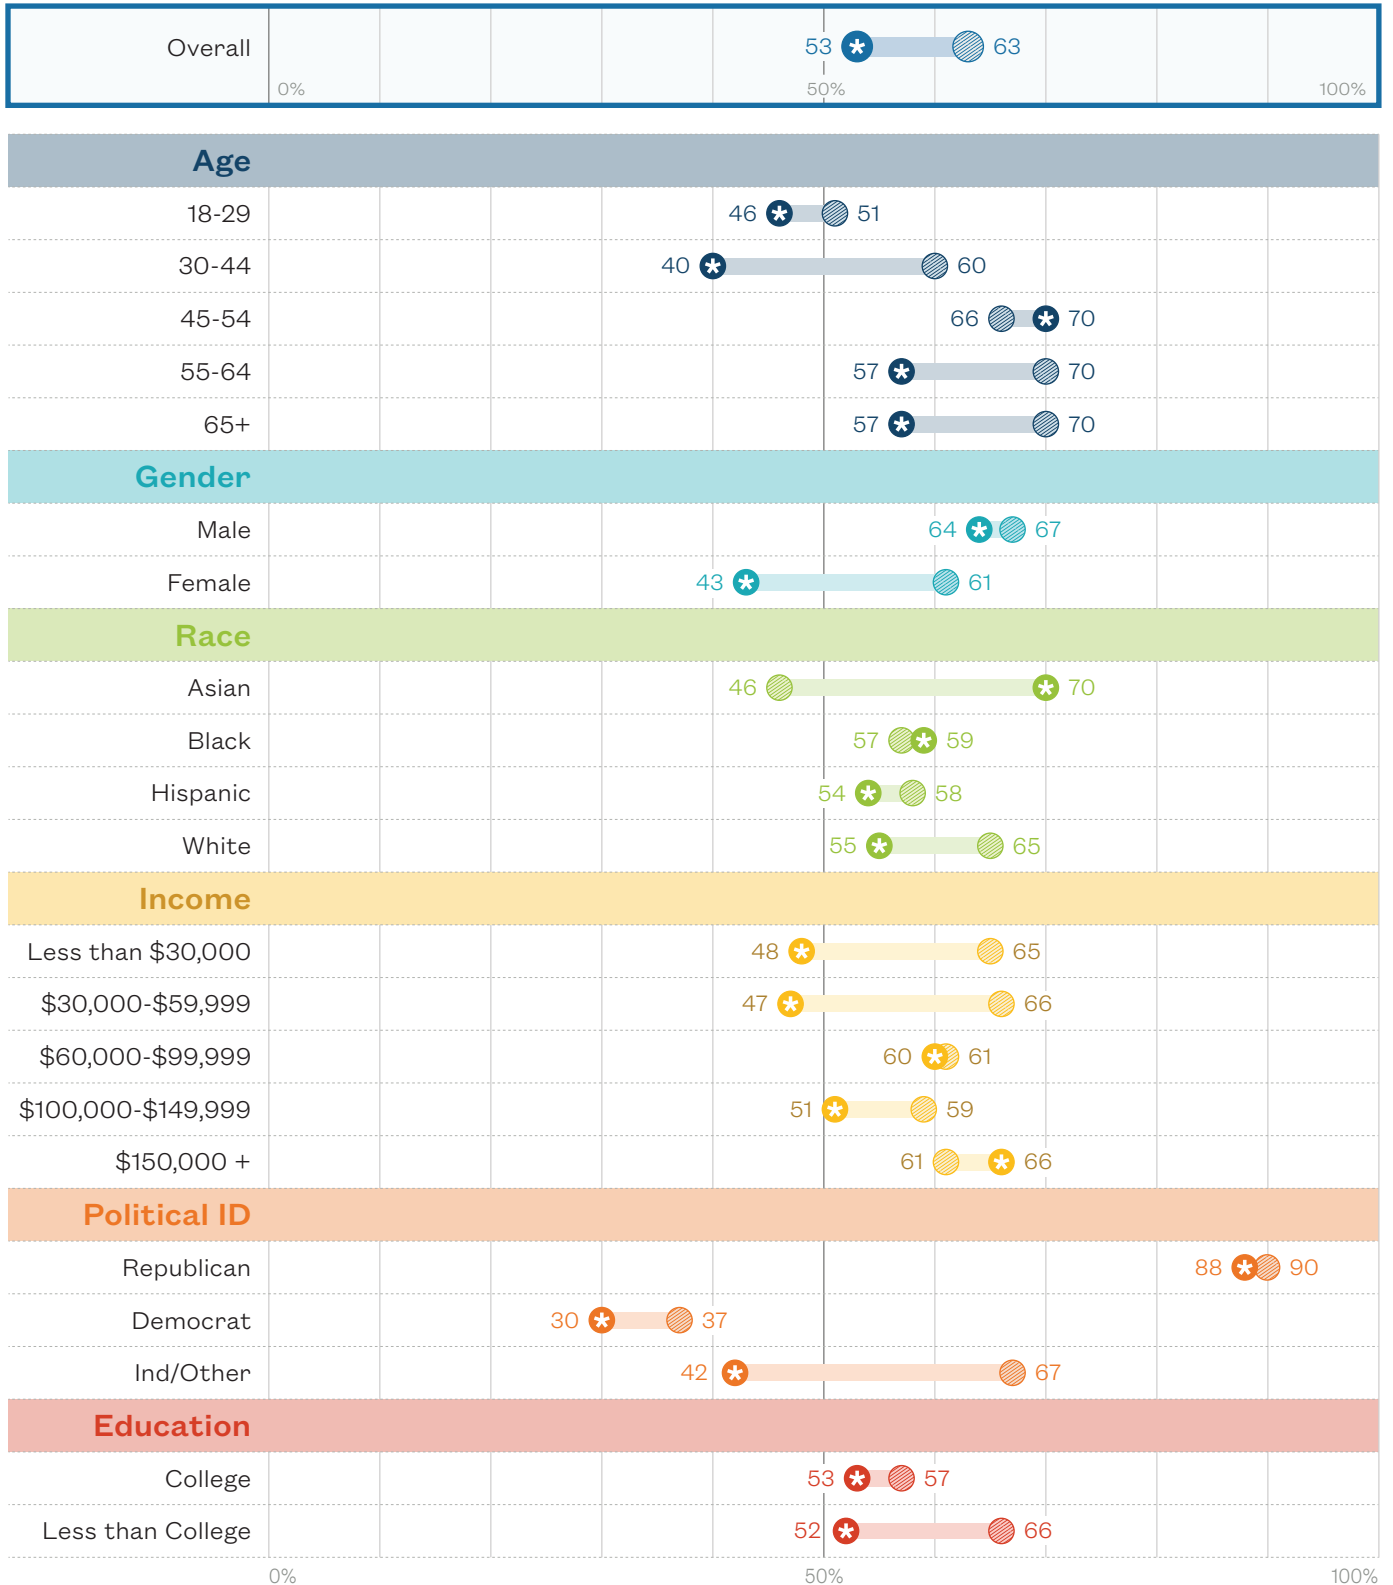 Overall 53 * 63
0% 50% 100%
Age
18-29 46 * 51
30-44 40 * 60
45-54 66 * 70
55-64 57 * 70
65+ 57 * 70
Gender
Male 64 * 67
Female 43 * 61
Race
Asian 46 * 70
Black 57 * 59
Hispanic 54 * 58
White 55 * 65
Income
Less than $30,000 48 * 65
$30,000-$59,999 47 * 66
$60,000-$99,999 60 * 61
$100,000-$149,999 51 * 59
$150,000 + 61 * 66
Political ID
Republican 88 * 90
Democrat 30 * 37
Ind/Other 42 * 67
Education
College 53 * 57
Less than College 52 * 66
0% 50% 100%